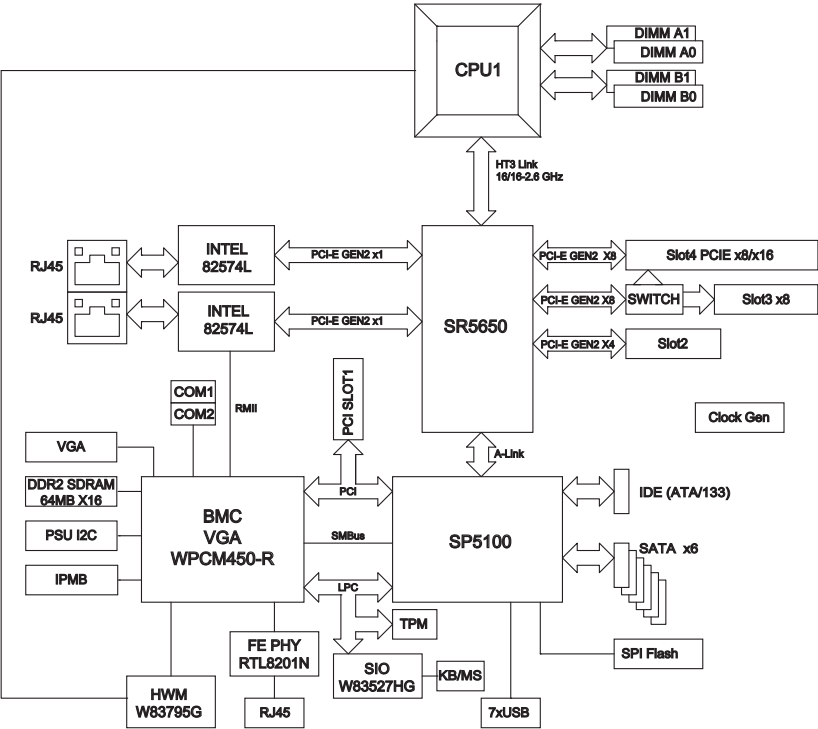 CPU1
DIMM A1
DIMM A0
DIMM B1
DIMM B0
HT3 Link
16/16-2.6 GHz
RJ45
INTEL
82574L
PCI-E GEN2 x1
RJ45
INTEL
82574L
PCI-E GEN2 x1
SR5650
PCI-E GEN2 X8
Slot4 PCIE x8/x16
PCI-E GEN2 X8
SWITCH
Slot3 x8
PCI-E GEN2 X4
Slot2
COM1
COM2
RMII
PCI SLOT1
Clock Gen
A-Link
VGA
DDR2 SDRAM
64MB X16
PSU I2C
IPMB
BMC
VGA
WPCM450-R
PCI
SMBus
LPC
SP5100
IDE (ATA/133)
SATA x6
TPM
FE PHY
RTL8201N
SIO
W83527HG
KB/MS
SPI Flash
HWM
W83795G
RJ45
7xUSB